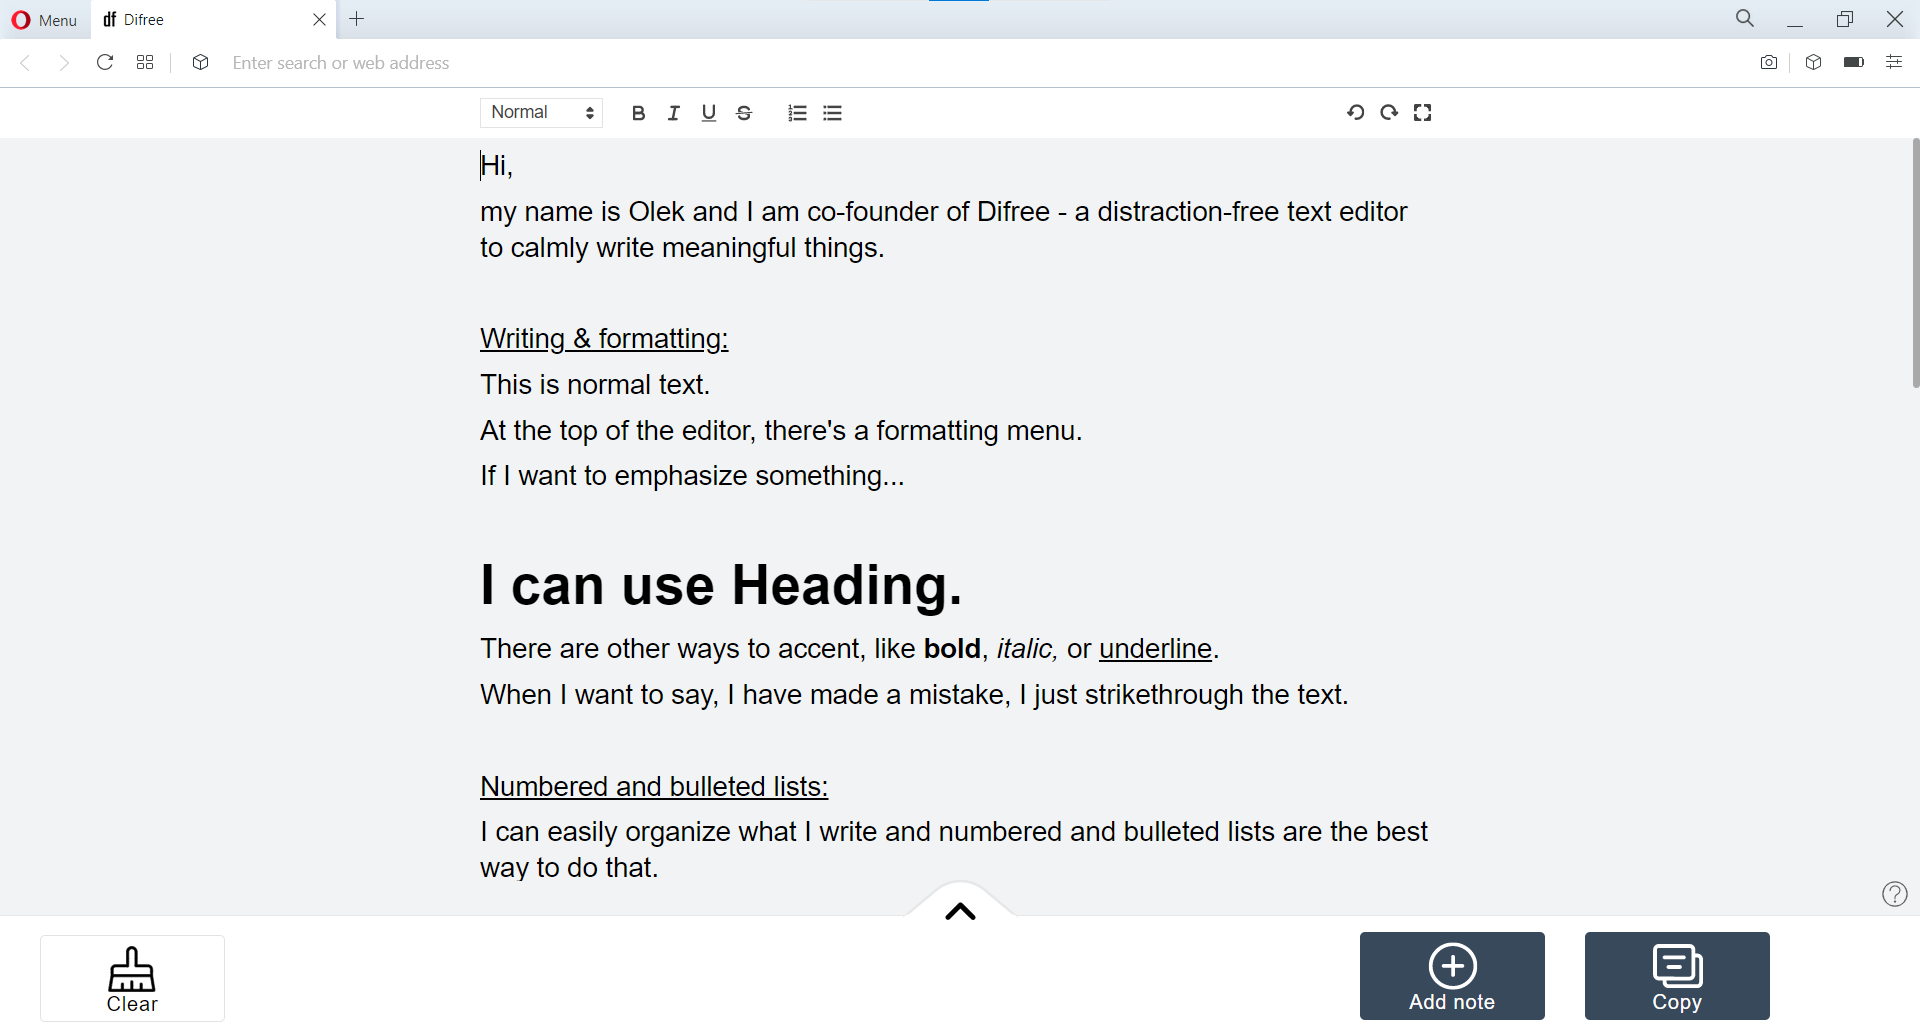 Menu
df Difree
Enter search or web address
Normal
B I U S
Hi,
my name is Olek and I am co-founder of Difree - a distraction-free text editor
to calmly write meaningful things.
Writing & formatting:
This is normal text.
At the top of the editor, there's a formatting menu.
If I want to emphasize something...
I can use Heading.
There are other ways to accent, like bold, italic, or underline.
When I want to say, I have made a mistake, I just strikethrough the text.
Numbered and bulleted lists:
I can easily organize what I write and numbered and bulleted lists are the best
way to do that.
?
Clear
Add note
Copy